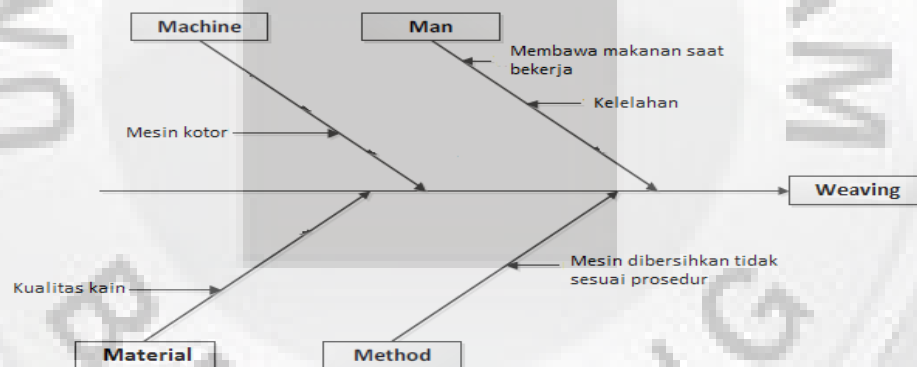 Machine
Man
Membawa makanan saat
bekerja
Kelelahan
Mesin kotor
Weaving
Mesin dibersihkan tidak
sesuai prosedur
Kualitas kain
Material
Method